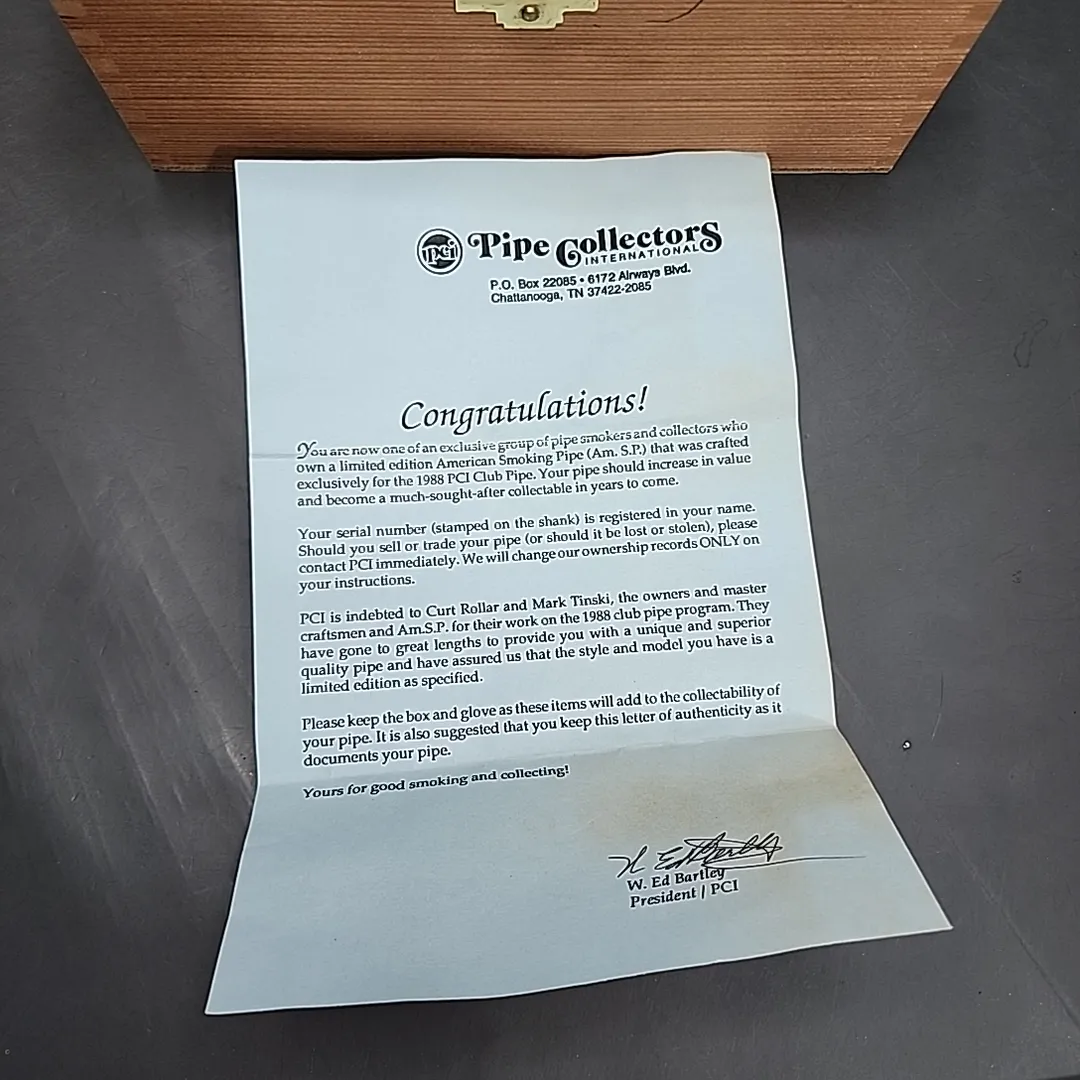 PCI Pipe Collectors
INTERNATIONAL
P.O. Box 22085 • 6172 Airways Blvd.
Chattanooga, TN 37422-2085
Congratulations!
You are now one of an exclusive group of pipe smokers and collectors who
own a limited edition American Smoking Pipe (Am. S.P.) that was crafted
exclusively for the 1988 PCI Club Pipe. Your pipe should increase in value
and become a much-sought-after collectable in years to come.
Your serial number (stamped on the shank) is registered in your name.
Should you sell or trade your pipe (or should it be lost or stolen), please
contact PCI immediately. We will change our ownership records ONLY on
your instructions.
PCI is indebted to Curt Rollar and Mark Tinski, the owners and master
craftsmen and Am.S.P. for their work on the 1988 club pipe program. They
have gone to great lengths to provide you with a unique and superior
quality pipe and have assured us that the style and model you have is a
limited edition as specified.
Please keep the box and glove as these items will add to the collectability of
your pipe. It is also suggested that you keep this letter of authenticity as it
documents your pipe.
Yours for good smoking and collecting!
W. Ed Bartley
W. Ed Bartley
President | PCI